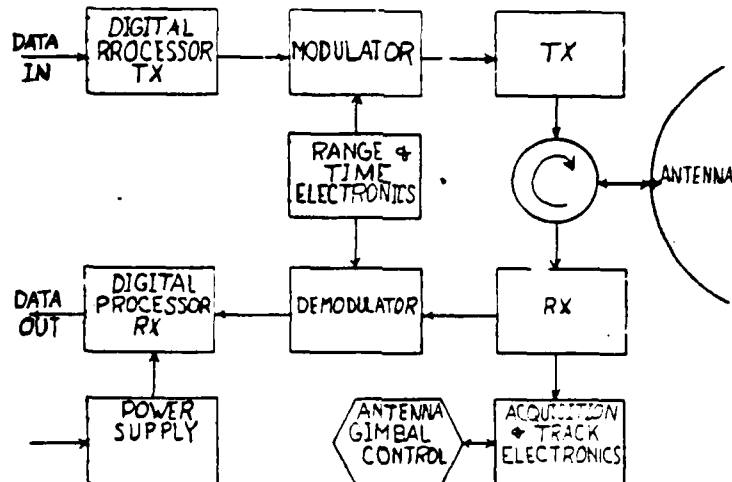 DATA
IN
DIGITAL
RROCESSOR
TX
MODULATOR
TX
RANGE &
TIME
ELECTRONICS
ANTENNA
DATA
OUT
DIGITAL
PROCESSOR
RX
DEMODULATOR
RX
POWER
SUPPLY
ANTENNA
GIMBAL
CONTROL
ACQUISITION
& TRACK
ELECTRONICS